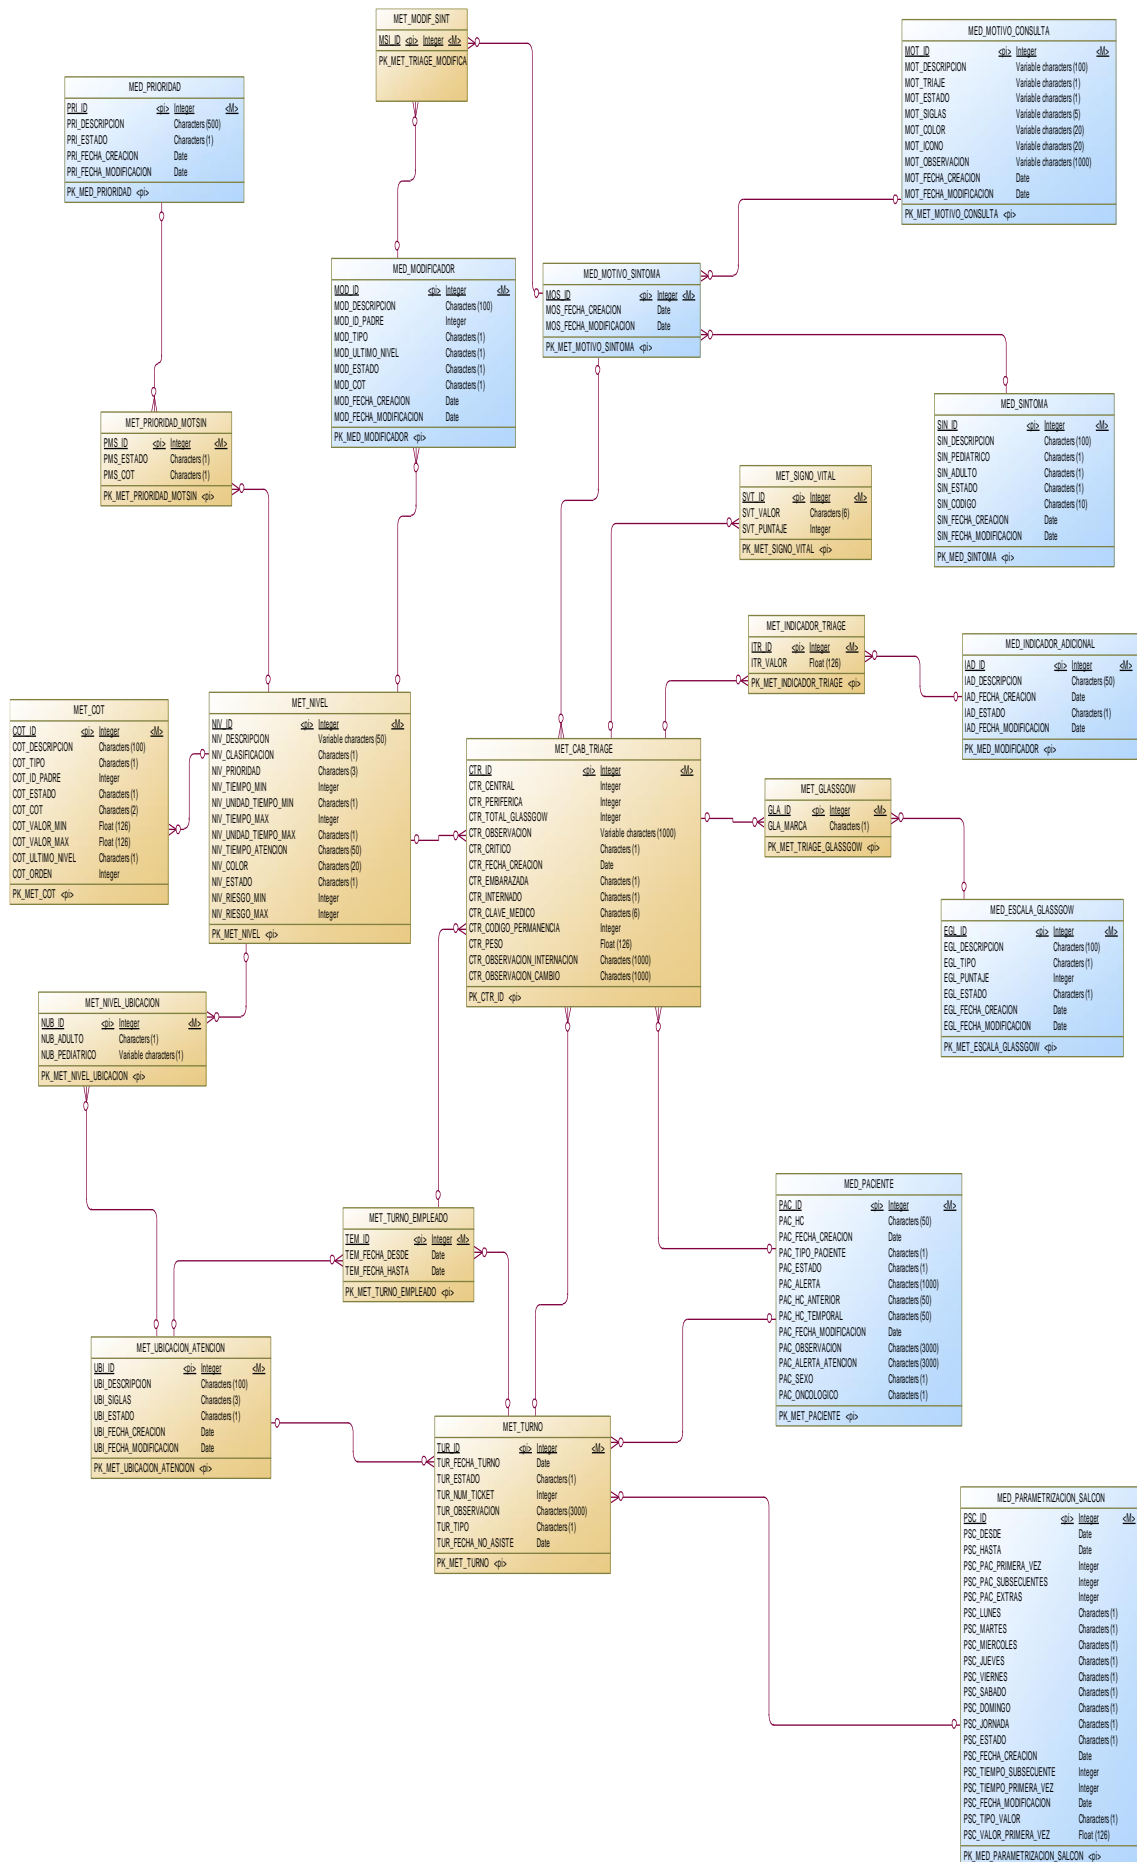 MET_MODIF_SINT
MSI_ID <pi> Integer <M>
PK_MET_TRIAGE_MODIFICA
MED_MOTIVO_CONSULTA
MOT_ID <pi> Integer <M>
MOT_DESCRIPCION Variable characters (100)
MOT_TRIAJE Variable characters (1)
MOT_ESTADO Variable characters (1)
MOT_SIGLAS Variable characters (5)
MOT_COLOR Variable characters (20)
MOT_ICONO Variable characters (20)
MOT_OBSERVACION Variable characters (1000)
MOT_FECHA_CREACION Date
MOT_FECHA_MODIFICACION Date
PK_MET_MOTIVO_CONSULTA <pi>
MED_PRIORIDAD
PRI_ID <pi> Integer <M>
PRI_DESCRIPCION Characters (500)
PRI_ESTADO Characters (1)
PRI_FECHA_CREACION Date
PRI_FECHA_MODIFICACION Date
PK_MED_PRIORIDAD <pi>
MED_MODIFICADOR
MOD_ID <pi> Integer <M>
MOD_DESCRIPCION Characters (100)
MOD_ID_PADRE Integer
MOD_TIPO Characters (1)
MOD_ULTIMO_NIVEL Characters (1)
MOD_ESTADO Characters (1)
MOD_COT Characters (1)
MOD_FECHA_CREACION Date
MOD_FECHA_MODIFICACION Date
PK_MED_MODIFICADOR <pi>
MED_MOTIVO_SINTOMA
MOS_ID <pi> Integer <M>
MOS_FECHA_CREACION Date
MOS_FECHA_MODIFICACION Date
PK_MET_MOTIVO_SINTOMA <pi>
MED_SINTOMA
SIN_ID <pi> Integer <M>
SIN_DESCRIPCION Characters (100)
SIN_PEDIATRICO Characters (1)
SIN_ADULTO Characters (1)
SIN_ESTADO Characters (1)
SIN_CODIGO Characters (10)
SIN_FECHA_CREACION Date
SIN_FECHA_MODIFICACION Date
PK_MED_SINTOMA <pi>
MET_PRIORIDAD_MOTSIN
PMS_ID <pi> Integer <M>
PMS_ESTADO Characters (1)
PMS_COT Characters (1)
PK_MET_PRIORIDAD_MOTSIN <pi>
MET_SIGNO_VITAL
SVT_ID <pi> Integer <M>
SVT_VALOR Characters (6)
SVT_PUNTAJE Integer
PK_MET_SIGNO_VITAL <pi>
MET_INDICADOR_TRIAGE
ITR_ID <pi> Integer <M>
ITR_VALOR Float (126)
PK_MET_INDICADOR_TRIAGE <pi>
MED_INDICADOR_ADICIONAL
IAD_ID <pi> Integer <M>
IAD_DESCRIPCION Characters (50)
IAD_FECHA_CREACION Date
IAD_ESTADO Characters (1)
IAD_FECHA_MODIFICACION Date
PK_MED_MODIFICADOR <pi>
MET_COT
COT_ID <pi> Integer <M>
COT_DESCRIPCION Characters (100)
COT_TIPO Characters (1)
COT_ID_PADRE Integer
COT_ESTADO Characters (1)
COT_COT Characters (2)
COT_VALOR_MIN Float (126)
COT_VALOR_MAX Float (126)
COT_ULTIMO_NIVEL Characters (1)
COT_ORDEN Integer
PK_MET_COT <pi>
MET_NIVEL
NIV_ID <pi> Integer <M>
NIV_DESCRIPCION Variable characters (50)
NIV_CLASIFICACION Characters (1)
NIV_PRIORIDAD Characters (3)
NIV_TIEMPO_MIN Integer
NIV_UNIDAD_TIEMPO_MIN Characters (1)
NIV_TIEMPO_MAX Integer
NIV_UNIDAD_TIEMPO_MAX Characters (1)
NIV_TIEMPO_ATENCION Characters (50)
NIV_COLOR Characters (20)
NIV_ESTADO Characters (1)
NIV_RIESGO_MIN Integer
NIV_RIESGO_MAX Integer
PK_MET_NIVEL <pi>
MET_CAB_TRIAGE
CTR_ID <pi> Integer <M>
CTR_CENTRAL Integer
CTR_PERIFERICA Integer
CTR_TOTAL_GLASSGOW Integer
CTR_OBSERVACION Variable characters (1000)
CTR_CRITICO Characters (1)
CTR_FECHA_CREACION Date
CTR_EMBARAZADA Characters (1)
CTR_INTERNADO Characters (1)
CTR_CLAVE_MEDICO Characters (6)
CTR_CODIGO_PERMANENCIA Integer
CTR_PESO Float (126)
CTR_OBSERVACION_INTERNACION Characters (1000)
CTR_OBSERVACION_CAMBIO Characters (1000)
PK_CTR_ID <pi>
MET_GLASSGOW
GLA_ID <pi> Integer <M>
GLA_MARCA Characters (1)
PK_MET_TRIAGE_GLASSGOW <pi>
MED_ESCALA_GLASSGOW
EGL_ID <pi> Integer <M>
EGL_DESCRIPCION Characters (100)
EGL_TIPO Characters (1)
EGL_PUNTAJE Integer
EGL_ESTADO Characters (1)
EGL_FECHA_CREACION Date
EGL_FECHA_MODIFICACION Date
PK_MET_ESCALA_GLASSGOW <pi>
MET_NIVEL_UBICACION
NUB_ID <pi> Integer <M>
NUB_ADULTO Characters (1)
NUB_PEDIATRICO Variable characters (1)
PK_MET_NIVEL_UBICACION <pi>
MET_TURNO_EMPLEADO
TEM_ID <pi> Integer <M>
TEM_FECHA_DESDE Date
TEM_FECHA_HASTA Date
PK_MET_TURNO_EMPLEADO <pi>
MED_PACIENTE
PAC_ID <pi> Integer <M>
PAC_HC Characters (50)
PAC_FECHA_CREACION Date
PAC_TIPO_PACIENTE Characters (1)
PAC_ESTADO Characters (1)
PAC_ALERTA Characters (1000)
PAC_HC_ANTERIOR Characters (50)
PAC_HC_TEMPORAL Characters (50)
PAC_FECHA_MODIFICACION Date
PAC_OBSERVACION Characters (3000)
PAC_ALERTA_ATENCION Characters (3000)
PAC_SEXO Characters (1)
PAC_ONCOLOGICO Characters (1)
PK_MET_PACIENTE <pi>
MET_UBICACION_ATENCION
UBI_ID <pi> Integer <M>
UBI_DESCRIPCION Characters (100)
UBI_SIGLAS Characters (3)
UBI_ESTADO Characters (1)
UBI_FECHA_CREACION Date
UBI_FECHA_MODIFICACION Date
PK_MET_UBICACION_ATENCION <pi>
MET_TURNO
TUR_ID <pi> Integer <M>
TUR_FECHA_TURNO Date
TUR_ESTADO Characters (1)
TUR_NUM_TICKET Integer
TUR_OBSERVACION Characters (3000)
TUR_TIPO Characters (1)
TUR_FECHA_NO_ASISTE Date
PK_MET_TURNO <pi>
MED_PARAMETRIZACION_SALCON
PSC_ID <pi> Integer <M>
PSC_DESDE Date
PSC_HASTA Date
PSC_PAC_PRIMERA_VEZ Integer
PSC_PAC_SUBSECUENTES Integer
PSC_PAC_EXTRAS Integer
PSC_LUNES Characters (1)
PSC_MARTES Characters (1)
PSC_MIERCOLES Characters (1)
PSC_JUEVES Characters (1)
PSC_VIERNES Characters (1)
PSC_SABADO Characters (1)
PSC_DOMINGO Characters (1)
PSC_JORNADA Characters (1)
PSC_ESTADO Characters (1)
PSC_FECHA_CREACION Date
PSC_TIEMPO_SUBSECUENTE Integer
PSC_TIEMPO_PRIMERA_VEZ Integer
PSC_FECHA_MODIFICACION Date
PSC_TIPO_VALOR Characters (1)
PSC_VALOR_PRIMERA_VEZ Float (126)
PK_MED_PARAMETRIZACION_SALCON <pi>